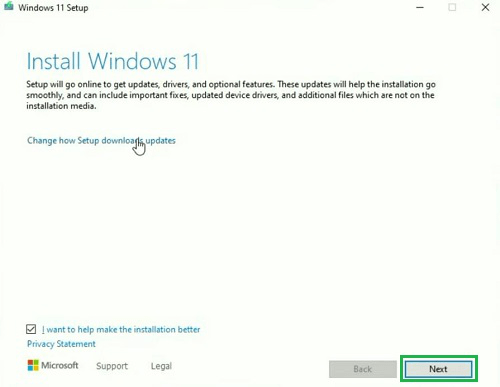 Windows 11 Setup
Install Windows 11
Setup will go online to get updates, drivers, and optional features. These updates will help the installation go
smoothly, and can include important fixes, updated device drivers, and additional files which are not on the
installation media.
Change how Setup downloads updates
I want to help make the installation better
Privacy Statement
Microsoft Support Legal Back Next